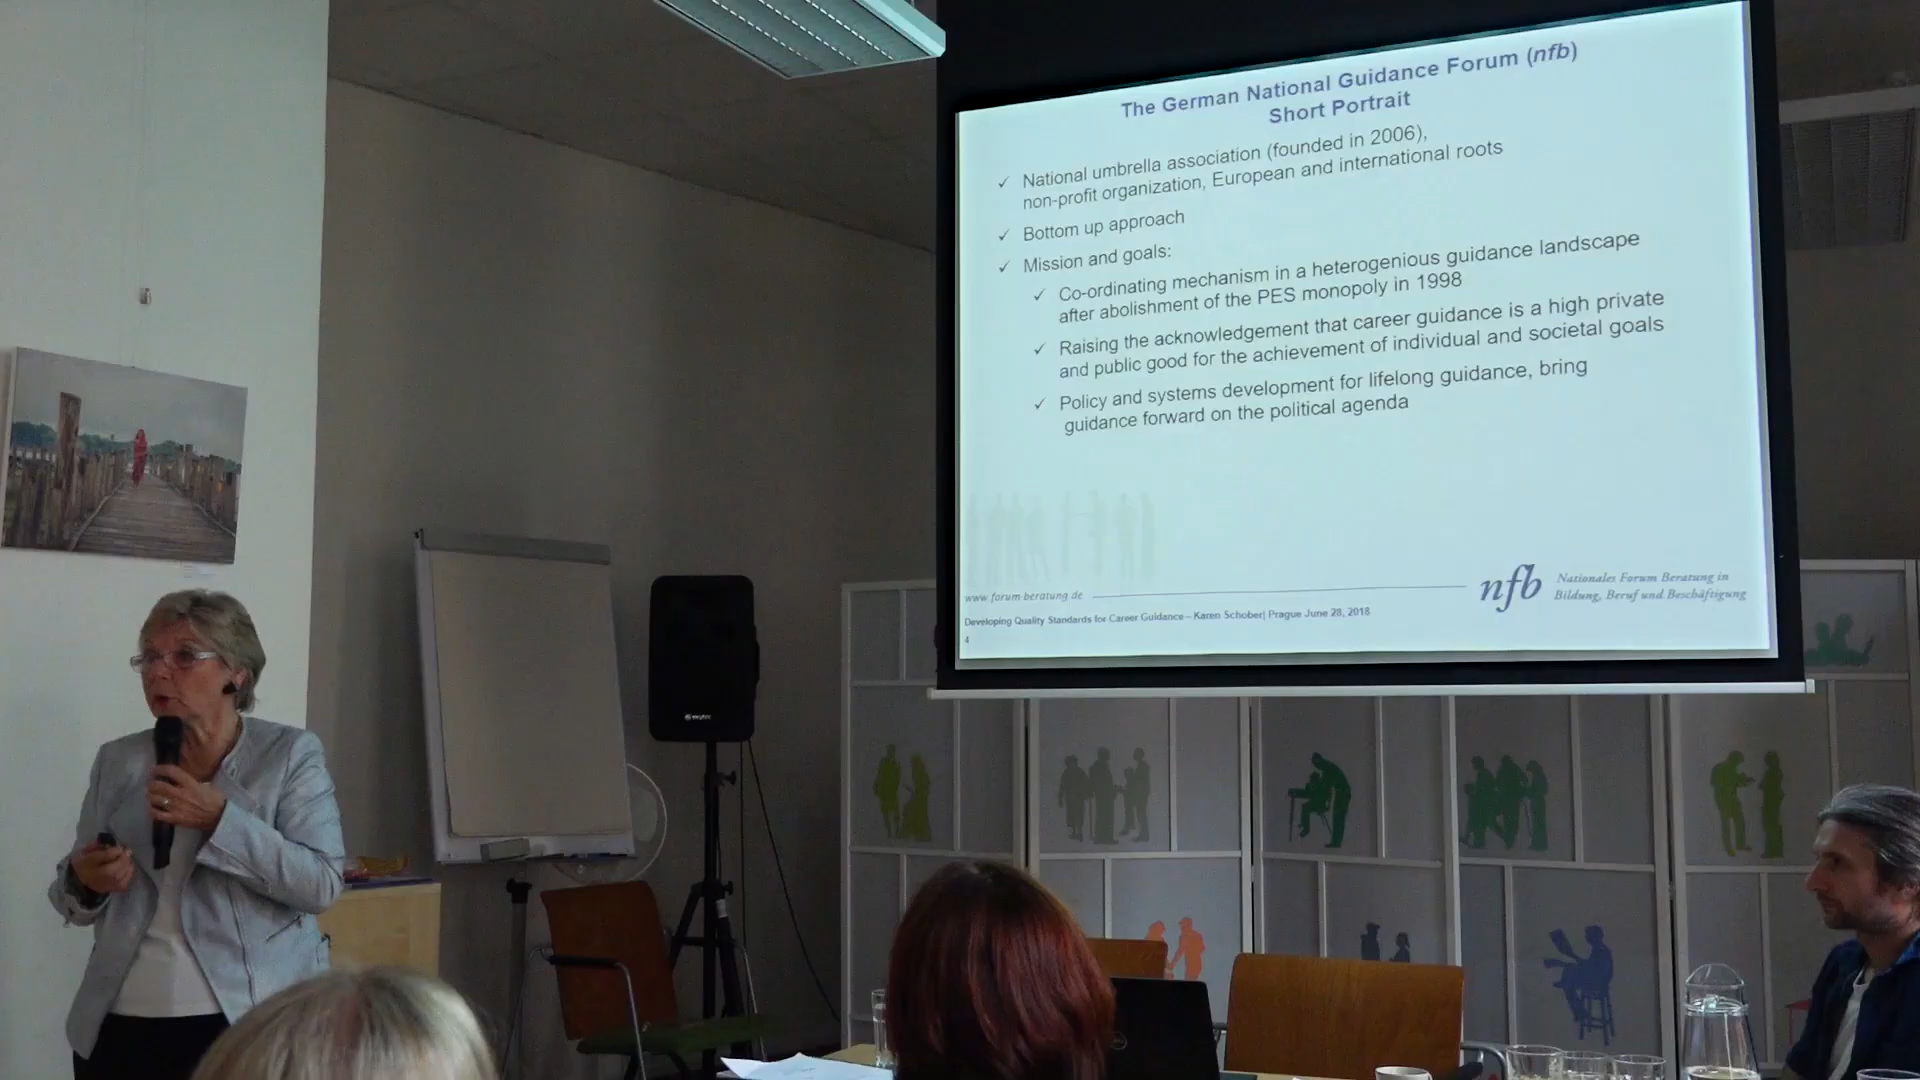 The German National Guidance Forum (nfb)
Short Portrait
✓ National umbrella association (founded in 2006),
non-profit organization, European and international roots
✓ Bottom up approach
✓ Mission and goals:
✓ Co-ordinating mechanism in a heterogenious guidance landscape
after abolishment of the PES monopoly in 1998
✓ Raising the acknowledgement that career guidance is a high private
and public good for the achievement of individual and societal goals
✓ Policy and systems development for lifelong guidance, bring
guidance forward on the political agenda
www.forum-beratung.de
nfb Nationales Forum Beratung in
Bildung, Beruf und Beschäftigung
Developing Quality Standards for Career Guidance – Karen Schober| Prague June 28, 2018
4